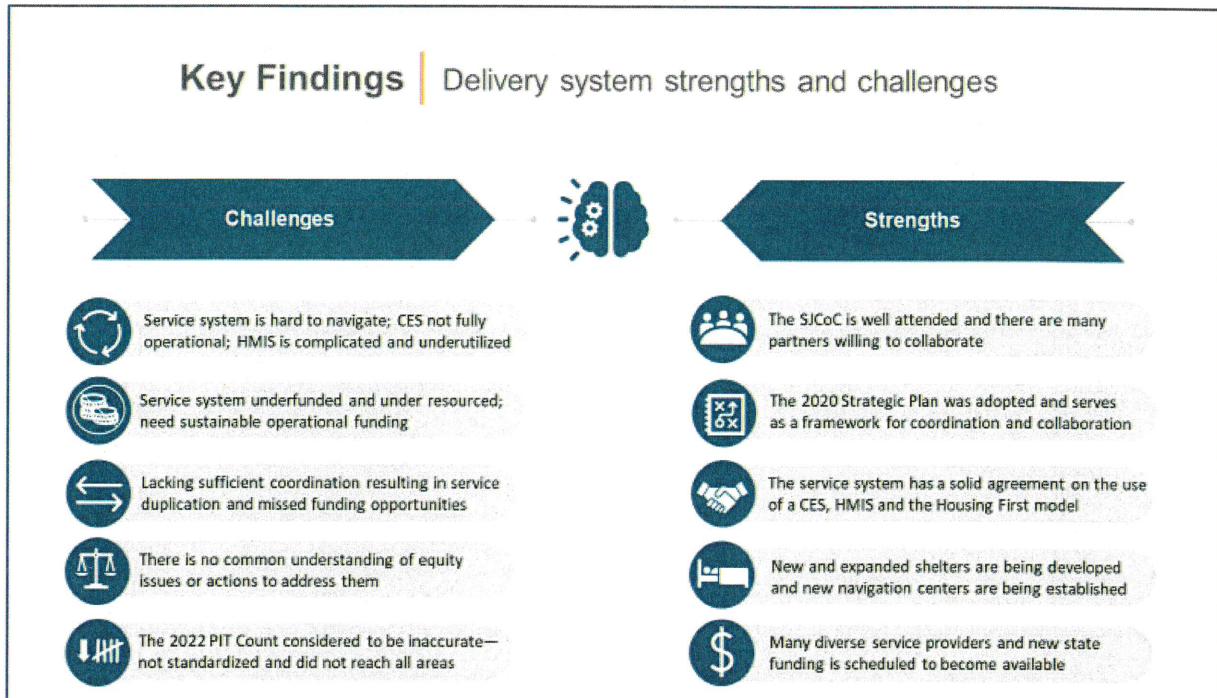 Key Findings | Delivery system strengths and challenges
Challenges
Service system is hard to navigate; CES not fully
operational; HMIS is complicated and underutilized
Service system underfunded and under resourced;
need sustainable operational funding
Lacking sufficient coordination resulting in service
duplication and missed funding opportunities
There is no common understanding of equity
issues or actions to address them
The 2022 PIT Count considered to be inaccurate—
not standardized and did not reach all areas
Strengths
The SJCoC is well attended and there are many
partners willing to collaborate
The 2020 Strategic Plan was adopted and serves
as a framework for coordination and collaboration
The service system has a solid agreement on the use
of a CES, HMIS and the Housing First model
New and expanded shelters are being developed
and new navigation centers are being established
Many diverse service providers and new state
funding is scheduled to become available